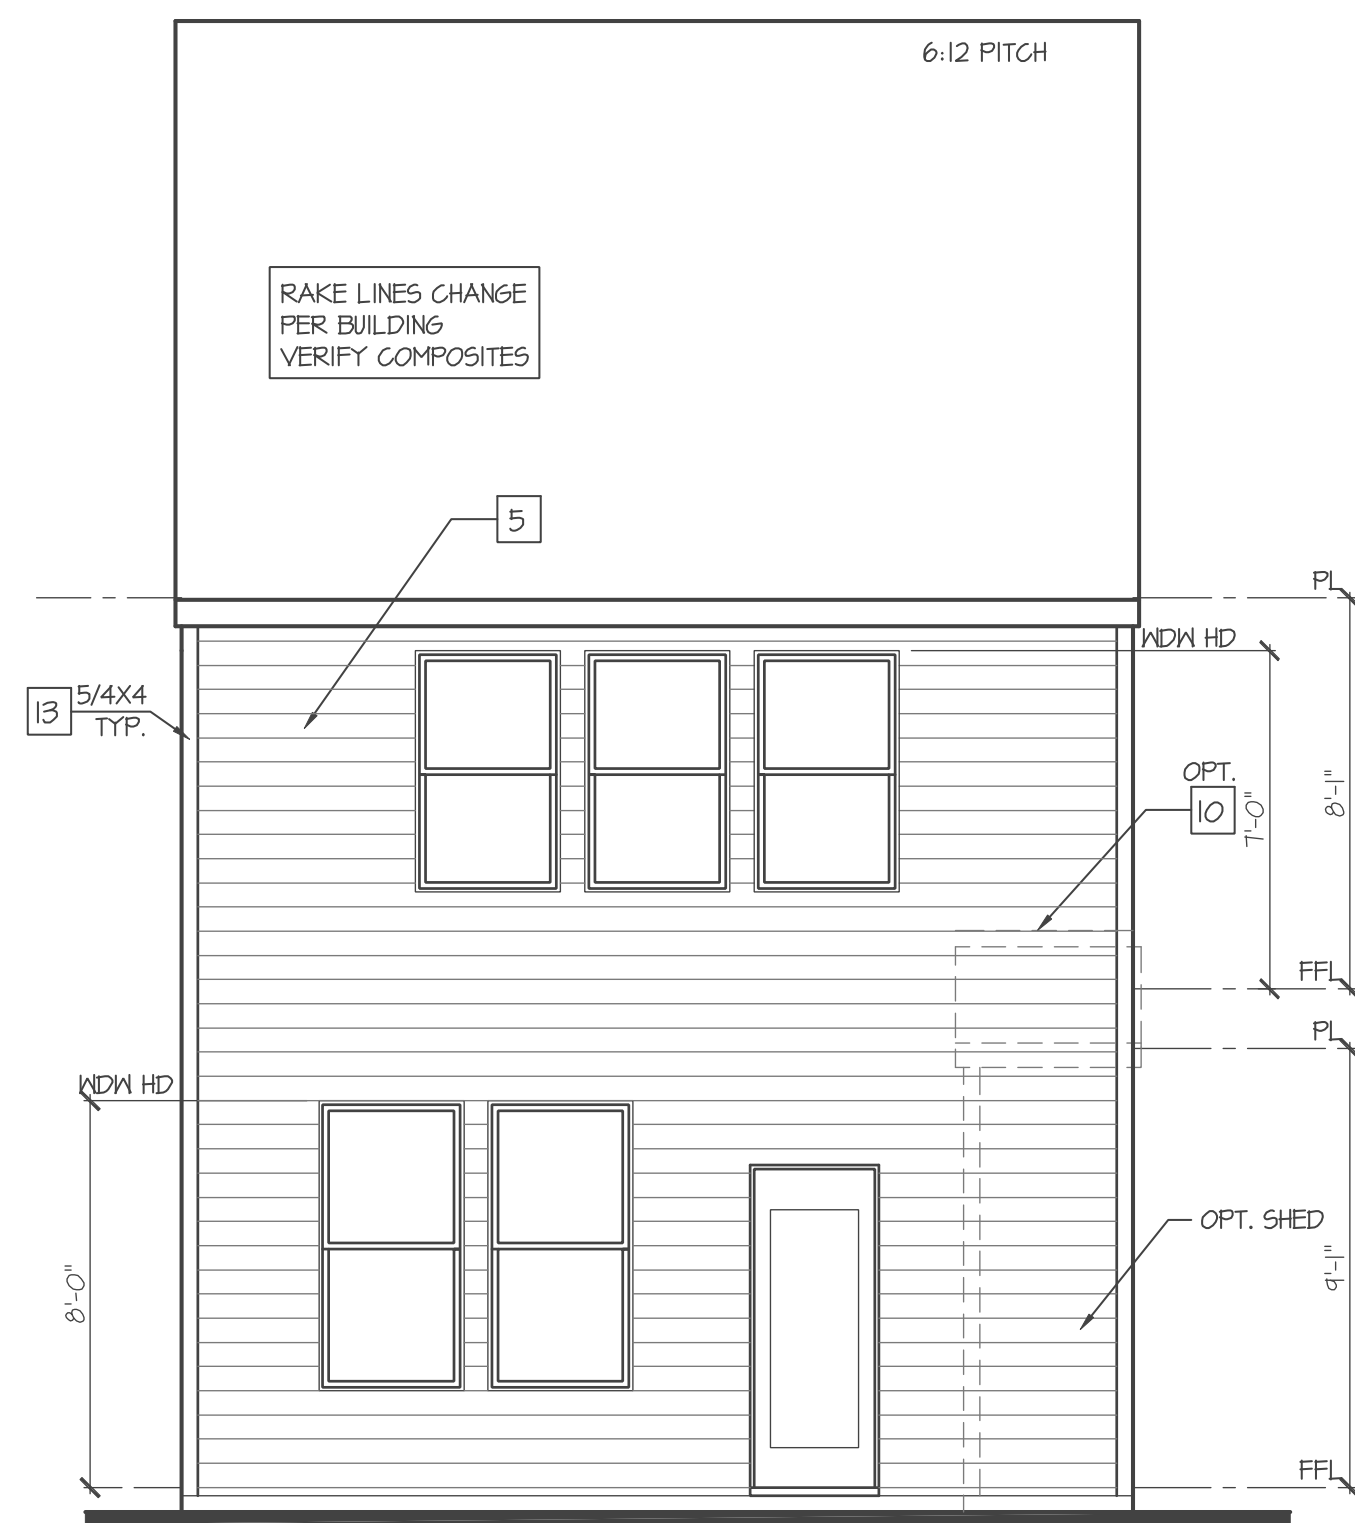 6:12 PITCH
RAKE LINES CHANGE
PER BUILDING
VERIFY COMPOSITES
5
PL
WDW HD
13
5/4X4
TYP.
OPT.
10
7'-0"
8'-1"
FFL
PL
WDW HD
OPT. SHED
8'-0"
9'-1"
FFL